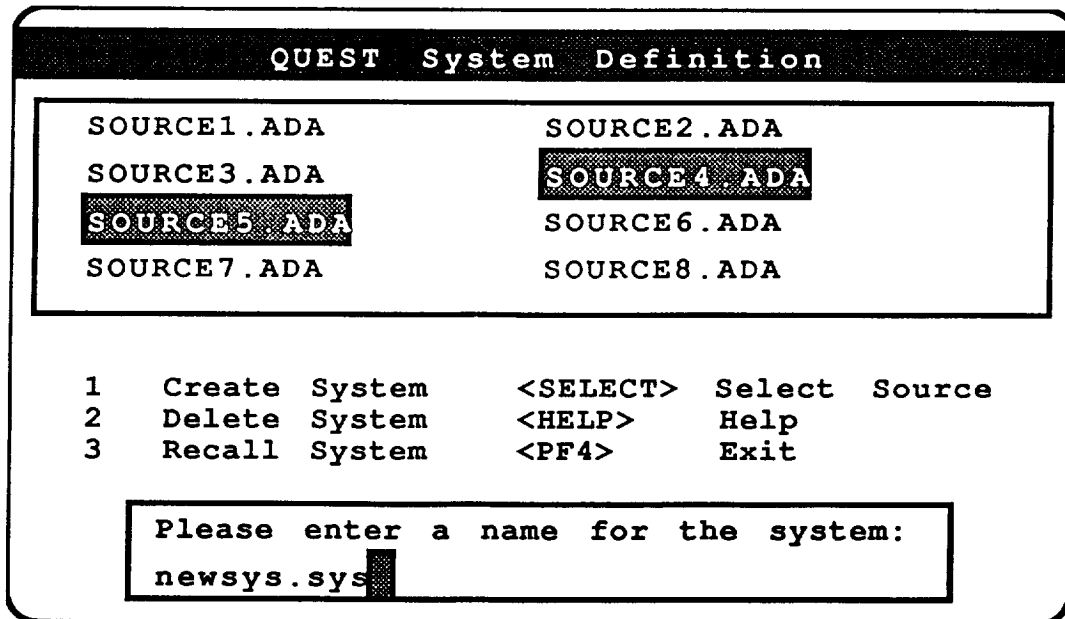 QUEST System Definition
SOURCE1.ADA SOURCE2.ADA
SOURCE3.ADA SOURCE4.ADA
SOURCE5.ADA SOURCE6.ADA
SOURCE7.ADA SOURCE8.ADA
1 Create System <SELECT> Select Source
2 Delete System <HELP> Help
3 Recall System <PF4> Exit
Please enter a name for the system:
newsys.sys